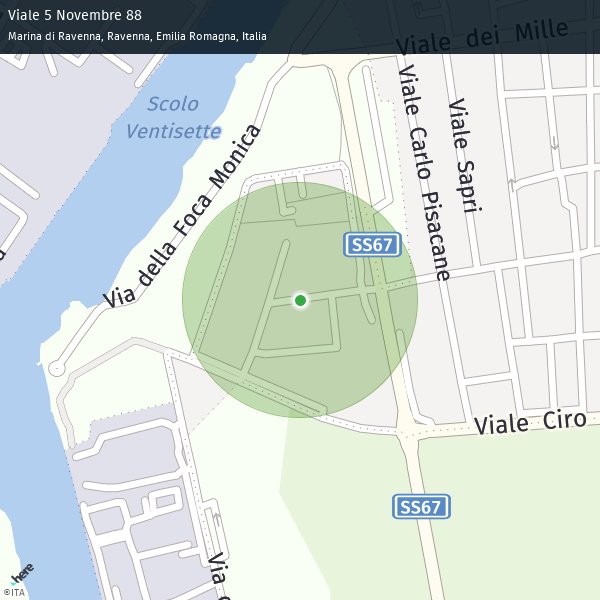 Viale 5 Novembre 88
Marina di Ravenna, Ravenna, Emilia Romagna, Italia
Viale dei Mille
Scolo
Ventisette
Via della Foca Monica
Viale Carlo Pisacane
Viale Sapri
SS67
Viale Ciro
SS67
Via d
here
©ITA